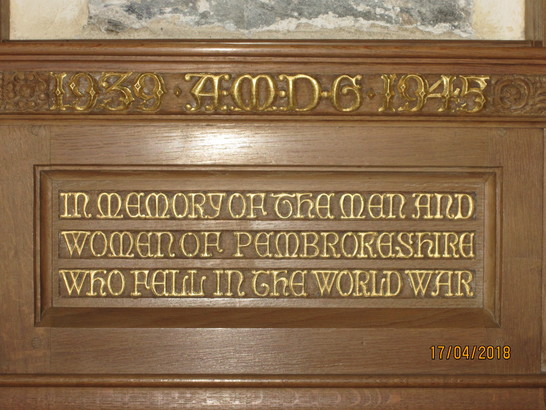 1939 · A·M·D·G · 1945
IN MEMORY OF THE MEN AND
WOMEN OF PEMBROKESHIRE
WHO FELL IN THE WORLD WAR
17/04/2018